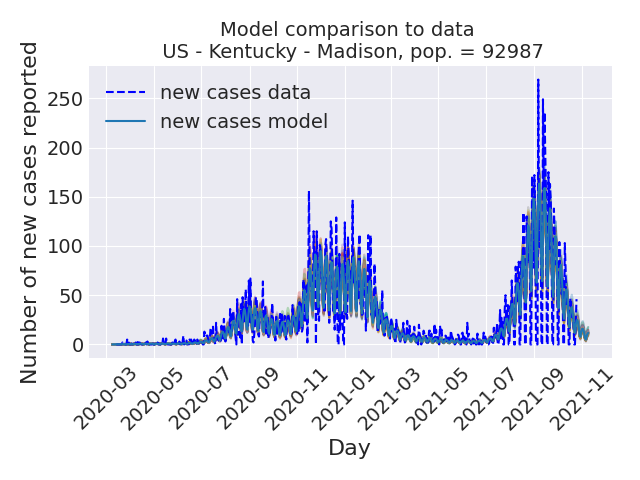 Model comparison to data
US - Kentucky - Madison, pop. = 92987
Number of new cases reported
250
200
150
100
50
0
new cases data
new cases model
2020-03
2020-05
2020-07
2020-09
2020-11
2021-01
2021-03
2021-05
2021-07
2021-09
2021-11
Day